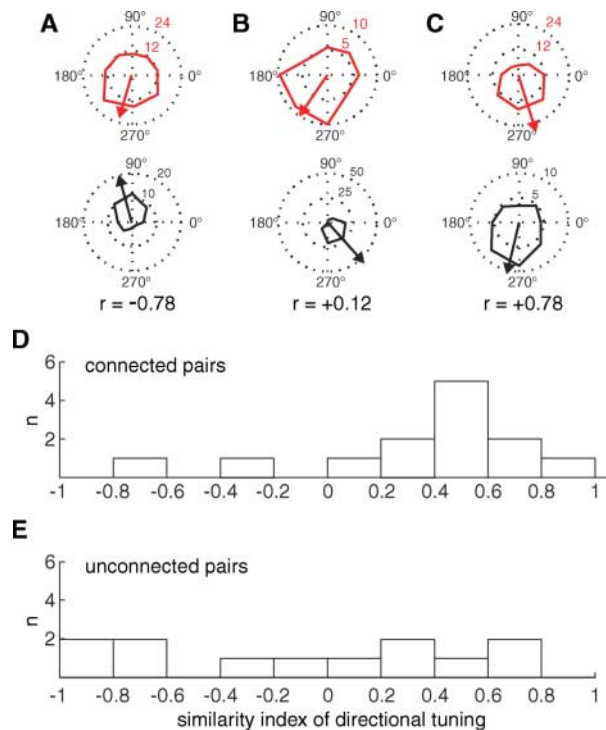 A B C
90° 24 90° 10 90° 24
12 5 12
180° 0° 180° 0° 180° 0°
270° 270° 270°
90° 20 90° 50 90° 10
10 25 5
180° 0° 180° 0° 180° 0°
270° 270° 270°
r = -0.78 r = +0.12 r = +0.78
D
6 connected pairs
4
n
2
-1 -0.8 -0.6 -0.4 -0.2 0 0.2 0.4 0.6 0.8 1
E
6 unconnected pairs
4
n
2
-1 -0.8 -0.6 -0.4 -0.2 0 0.2 0.4 0.6 0.8 1
similarity index of directional tuning